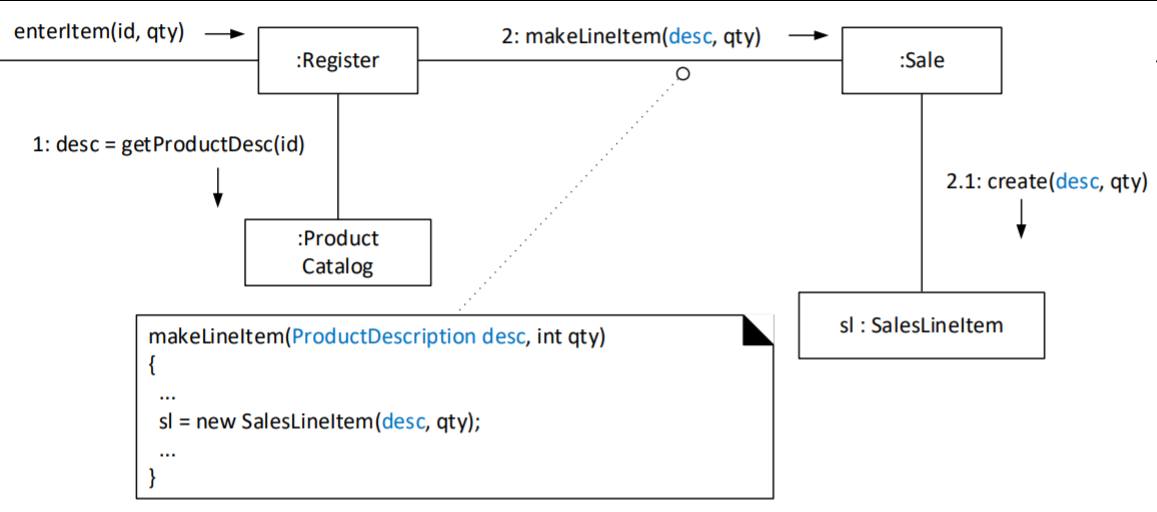 enterItem(id, qty)
:Register
2: makeLineItem(desc, qty)
:Sale
1: desc = getProductDesc(id)
2.1: create(desc, qty)
:Product
Catalog
sl : SalesLineItem
makeLineItem(ProductDescription desc, int qty)
{
...
sl = new SalesLineItem(desc, qty);
...
}